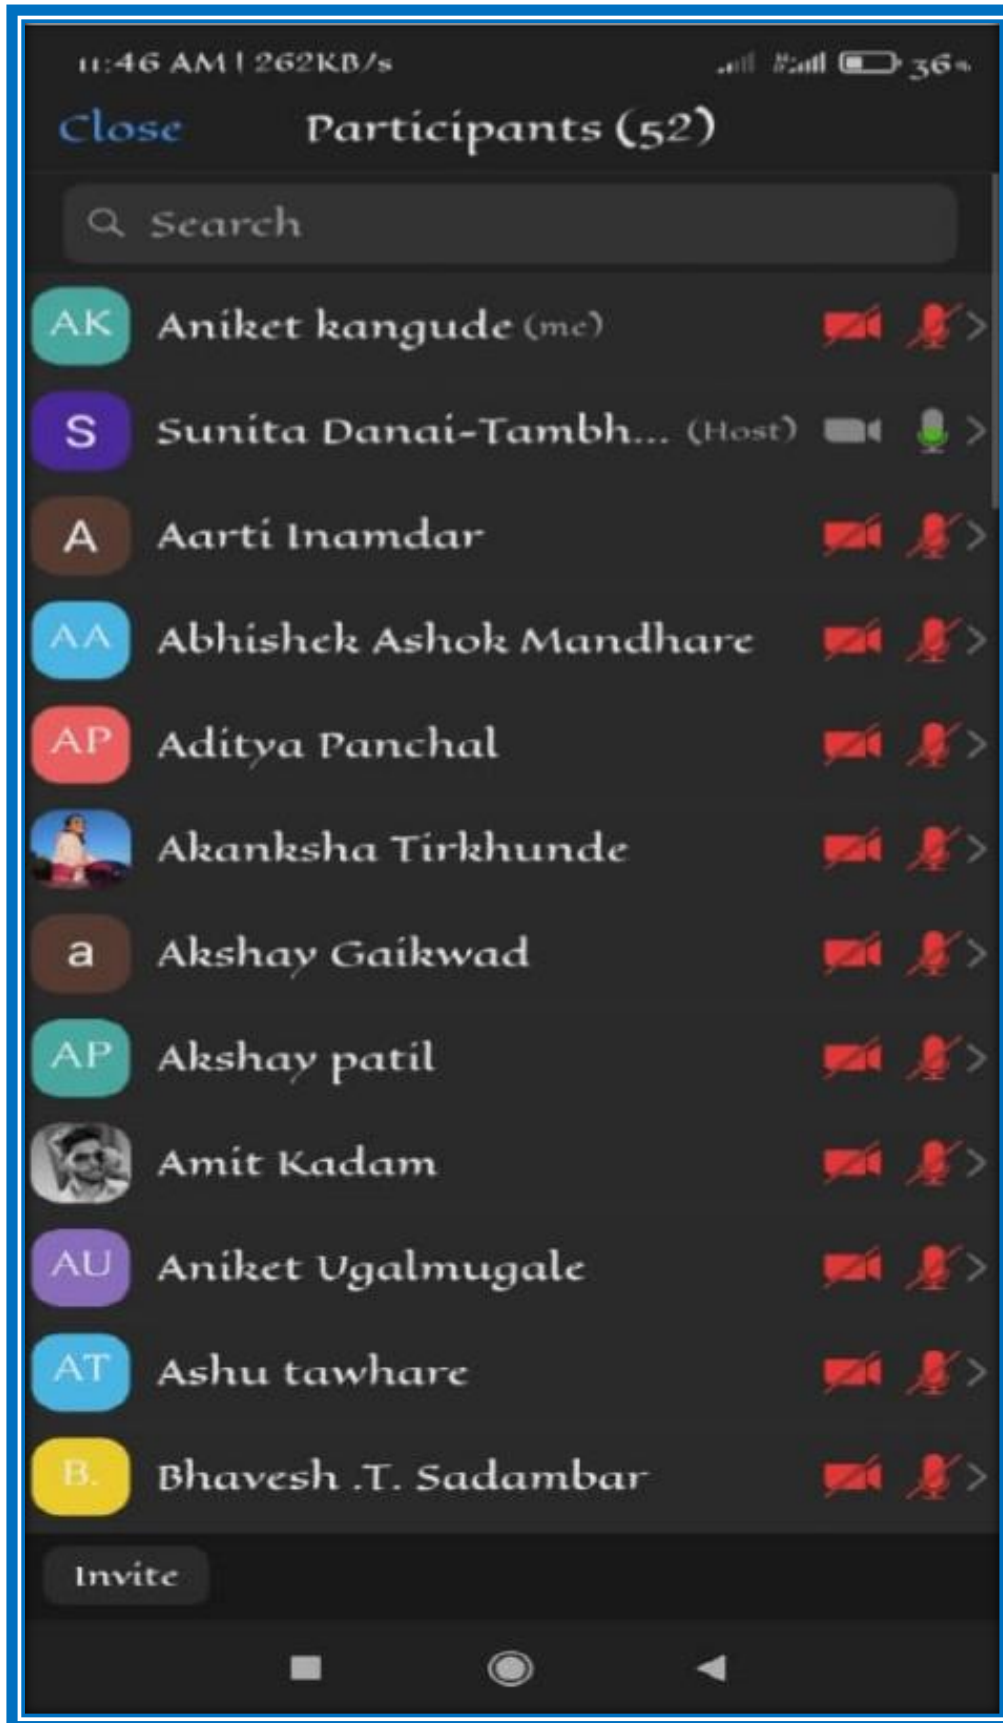 11:46 AM | 262KB/s 36%
Close Participants (52)
Search
AK Aniket kangude (me)
S Sunita Danai-Tambh... (Host)
A Aarti Inamdar
AA Abhishek Ashok Mandhare
AP Aditya Panchal
Akanksha Tirkhunde
a Akshay Gaikwad
AP Akshay patil
Amit Kadam
AU Aniket Ugalmugale
AT Ashu tawhare
B. Bhavesh .T. Sadambar
Invite